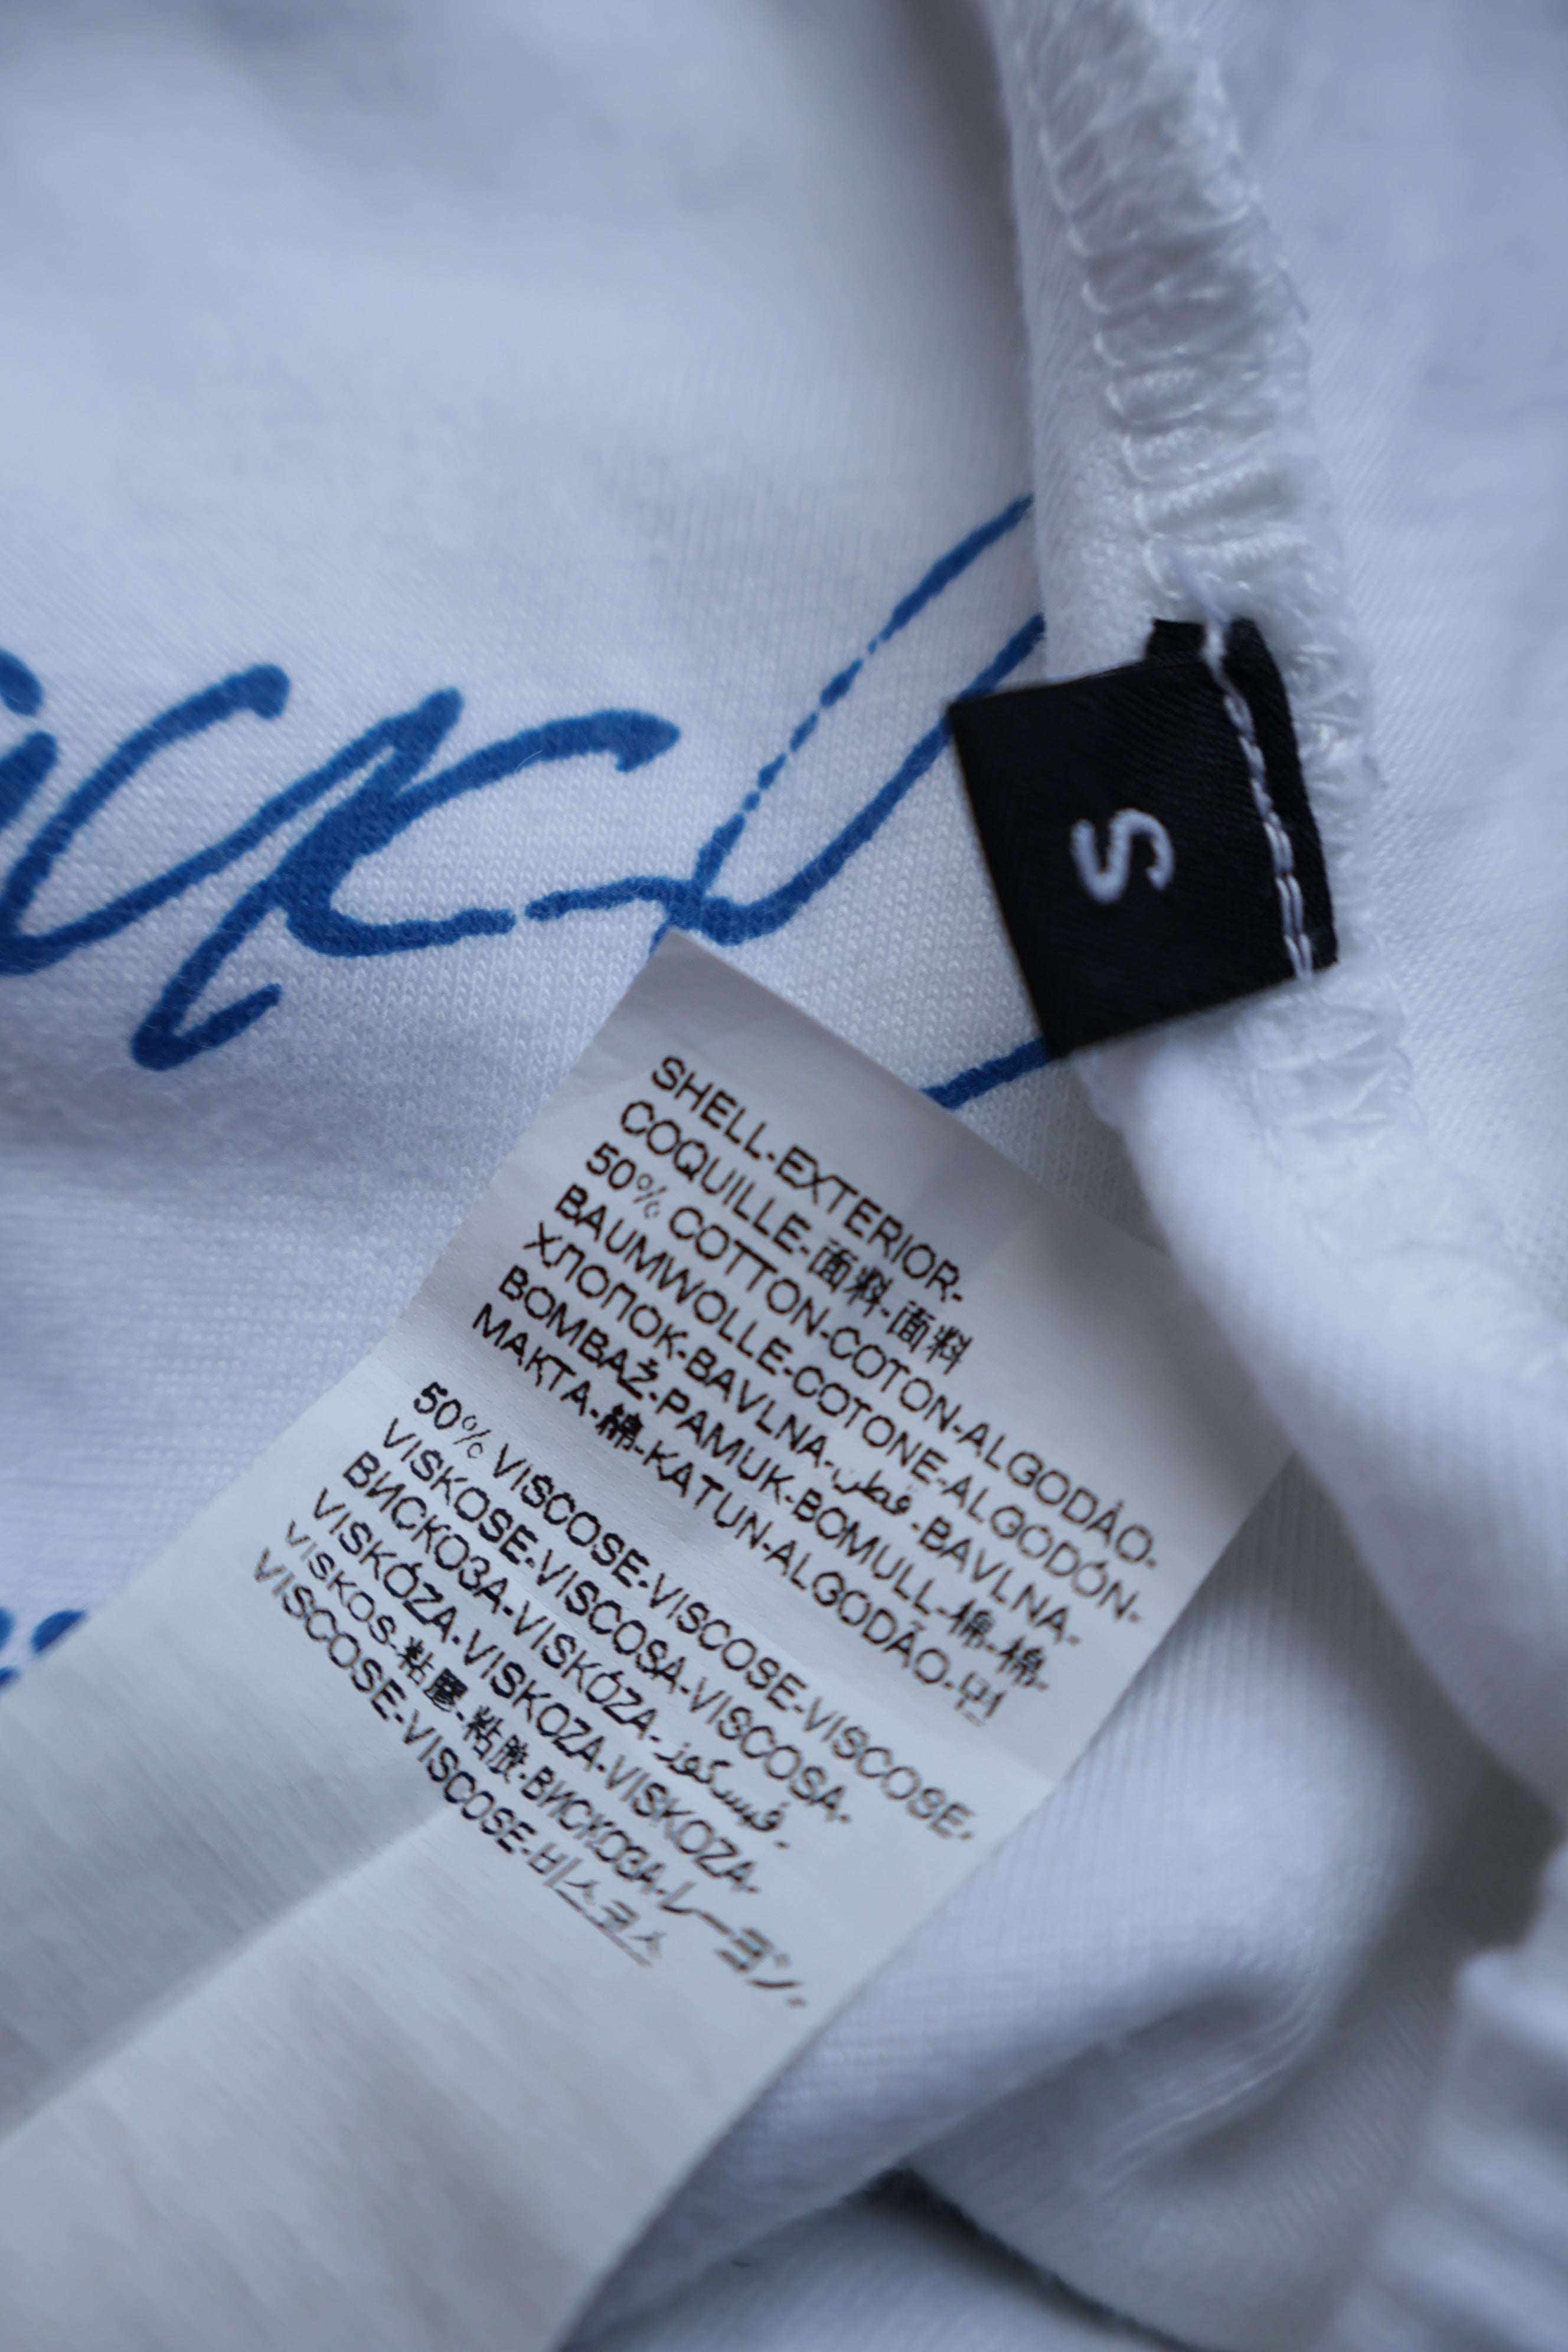 S
SHELL-EXTERIOR-
COQUILLE-面料-面料
50% COTTON-COTON-ALGODÃO-
BAUMWOLLE-COTONE-ALGODÓN-
ХЛОПОК-BAVLNA-قطن-BAVLNA-
BOMBAŽ-PAMUK-BOMULL-棉-棉-
МАКТА-綿-KATUN-ALGODÃO-면
50% VISCOSE-VISCOSE-VISCOSE-
VISKOSE-VISCOSA-VISCOSA-
ВИСКОЗА-VISKÓZA-فيسكوز-
VISKÓZA-VISKOZA-VISKOZA-
VISKOS-粘膠-粘胶-ВИСКОЗА-レーヨン-
VISCOSE-VISCOSE-비스코스